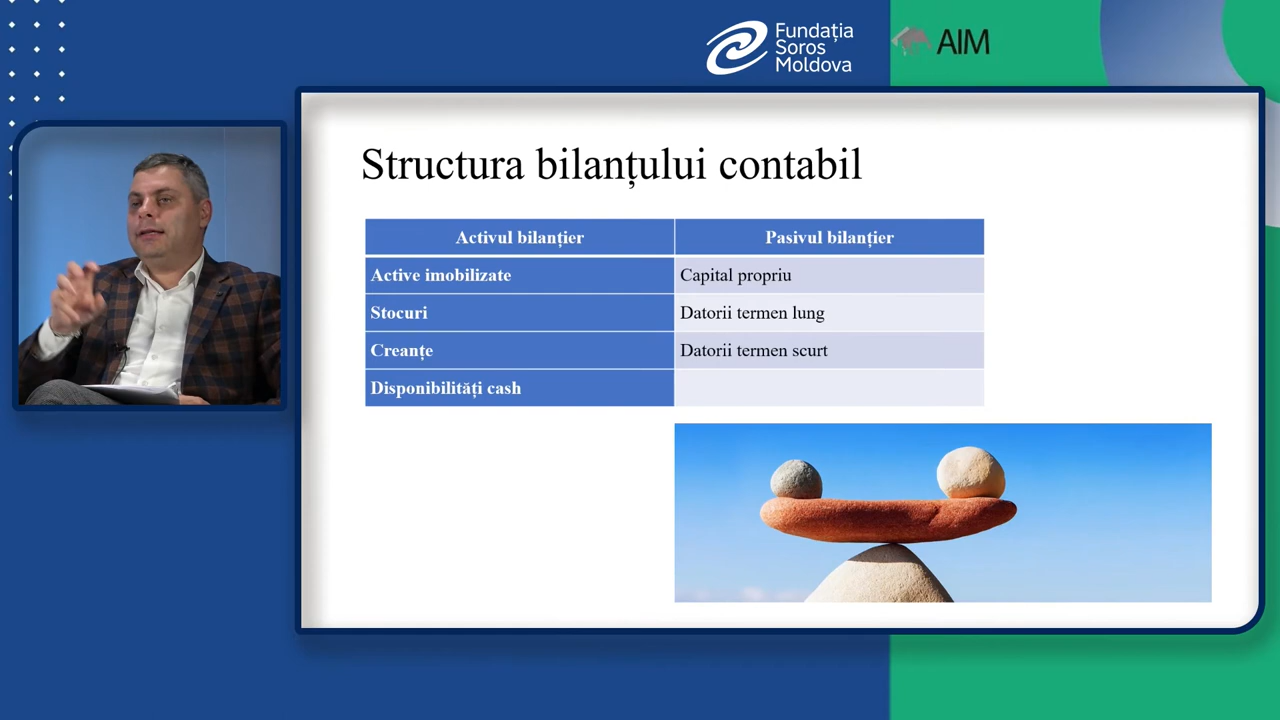 Fundația
Soros
Moldova
AIM
Structura bilanțului contabil
Activul bilanțier Pasivul bilanțier
Active imobilizate Capital propriu
Stocuri Datorii termen lung
Creanțe Datorii termen scurt
Disponibilități cash